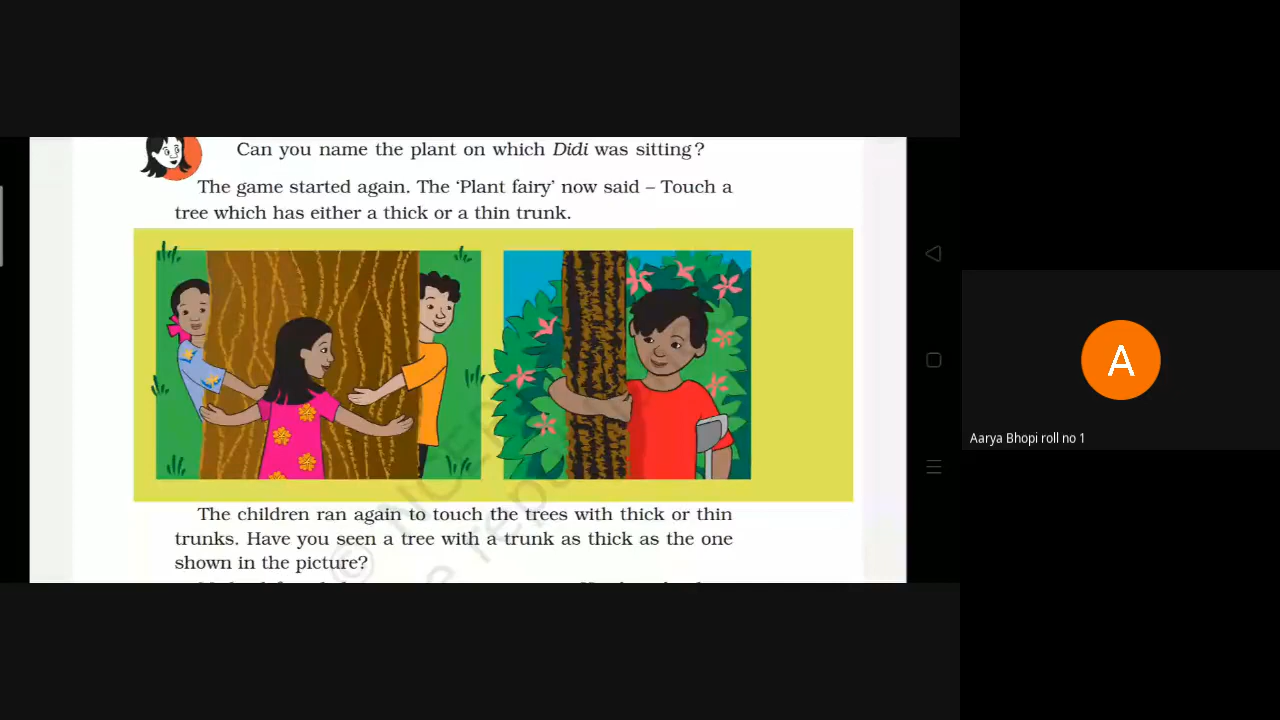 Can you name the plant on which Didi was sitting?
The game started again. The ‘Plant fairy’ now said – Touch a
tree which has either a thick or a thin trunk.
The children ran again to touch the trees with thick or thin
trunks. Have you seen a tree with a trunk as thick as the one
shown in the picture?
A
Aarya Bhopi roll no 1